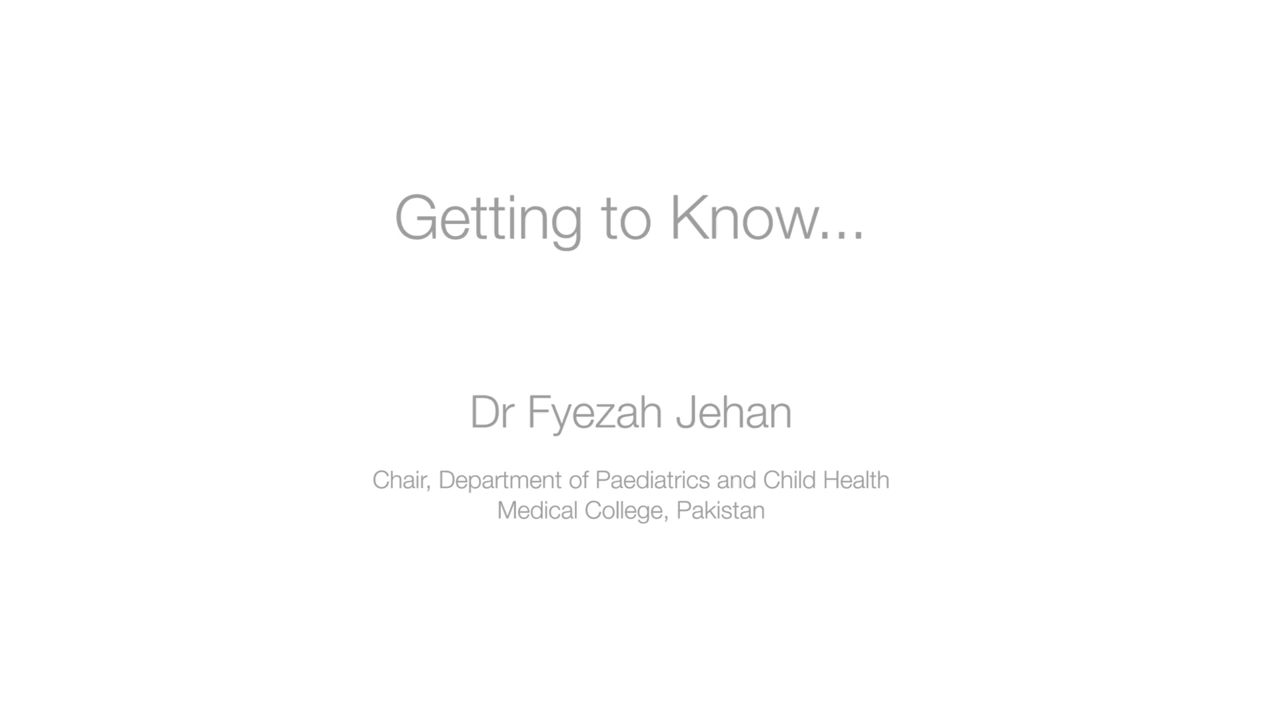 Getting to Know...
Dr Fyezah Jehan
Chair, Department of Paediatrics and Child Health
Medical College, Pakistan